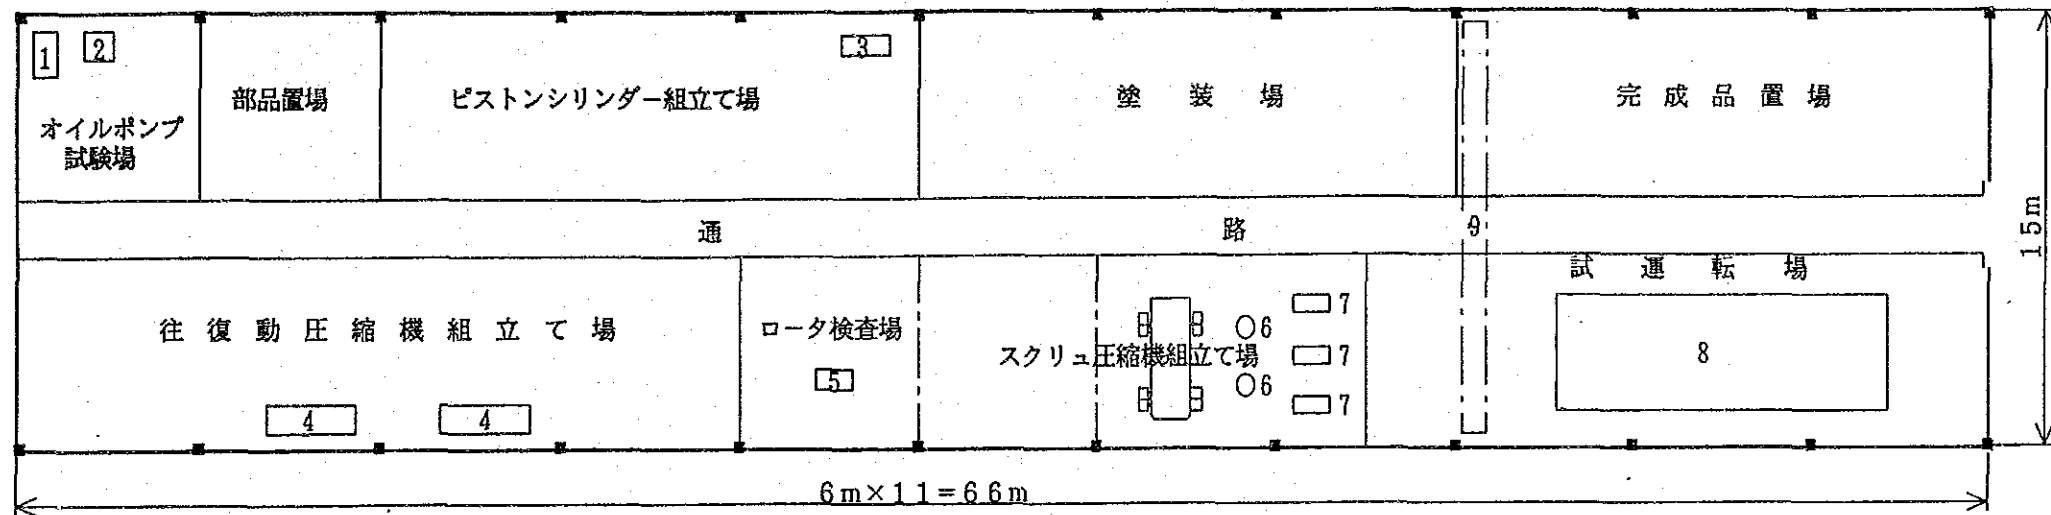 1
2
3
部品置場
ピストンシリンダー組立て場
塗装場
完成品置場
オイルポンプ
試験場
通路
9
15m
試運転場
往復動圧縮機組立て場
ロータ検査場
スクリュ圧縮機組立て場
6
6
7
7
7
8
5
4
4
6m×11=66m